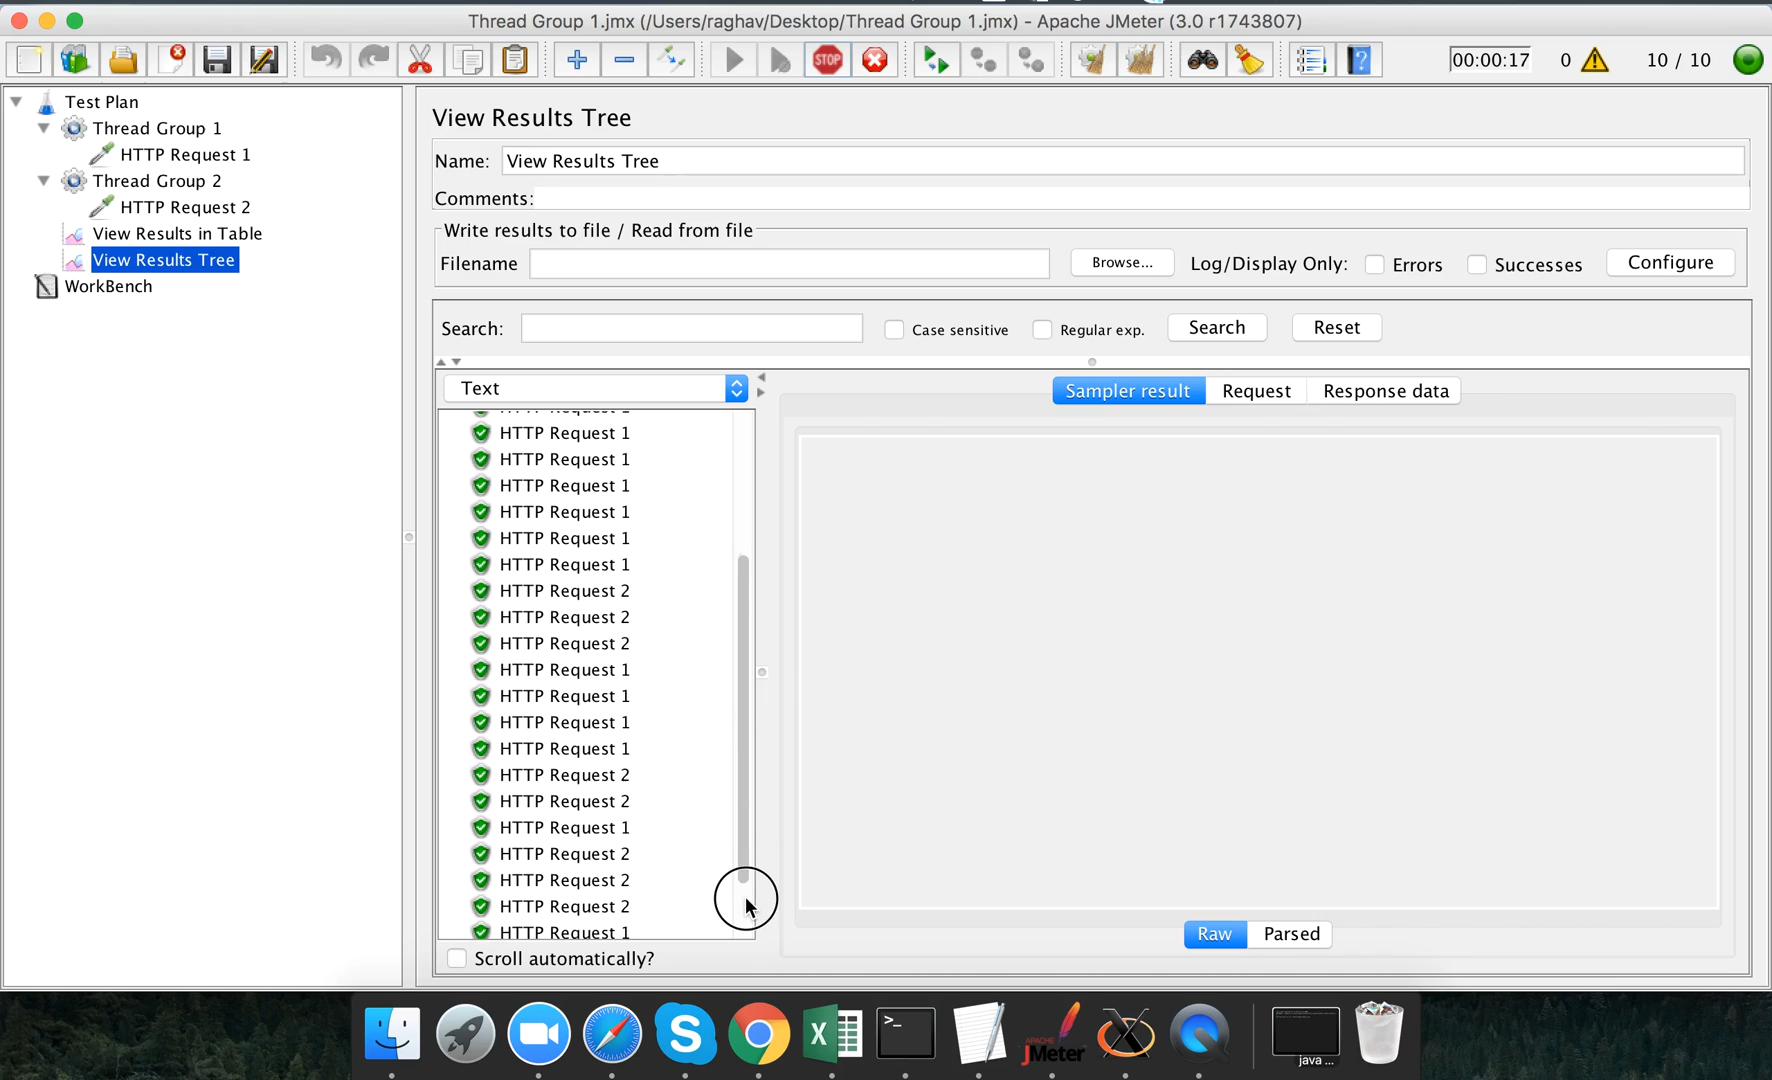 Thread Group 1.jmx (/Users/raghav/Desktop/Thread Group 1.jmx) - Apache JMeter (3.0 r1743807)
STOP
00:00:17 0 10 / 10
Test Plan
Thread Group 1
HTTP Request 1
Thread Group 2
HTTP Request 2
View Results in Table
View Results Tree
WorkBench
View Results Tree
Name: View Results Tree
Comments:
Write results to file / Read from file
Filename Browse... Log/Display Only: Errors Successes Configure
Search: Case sensitive Regular exp. Search Reset
Text
Sampler result Request Response data
HTTP Request 1
HTTP Request 1
HTTP Request 1
HTTP Request 1
HTTP Request 1
HTTP Request 1
HTTP Request 1
HTTP Request 2
HTTP Request 2
HTTP Request 2
HTTP Request 1
HTTP Request 1
HTTP Request 1
HTTP Request 1
HTTP Request 2
HTTP Request 2
HTTP Request 1
HTTP Request 2
HTTP Request 2
HTTP Request 2
HTTP Request 1
Scroll automatically?
Raw Parsed
APACHE
JMeter
java ...